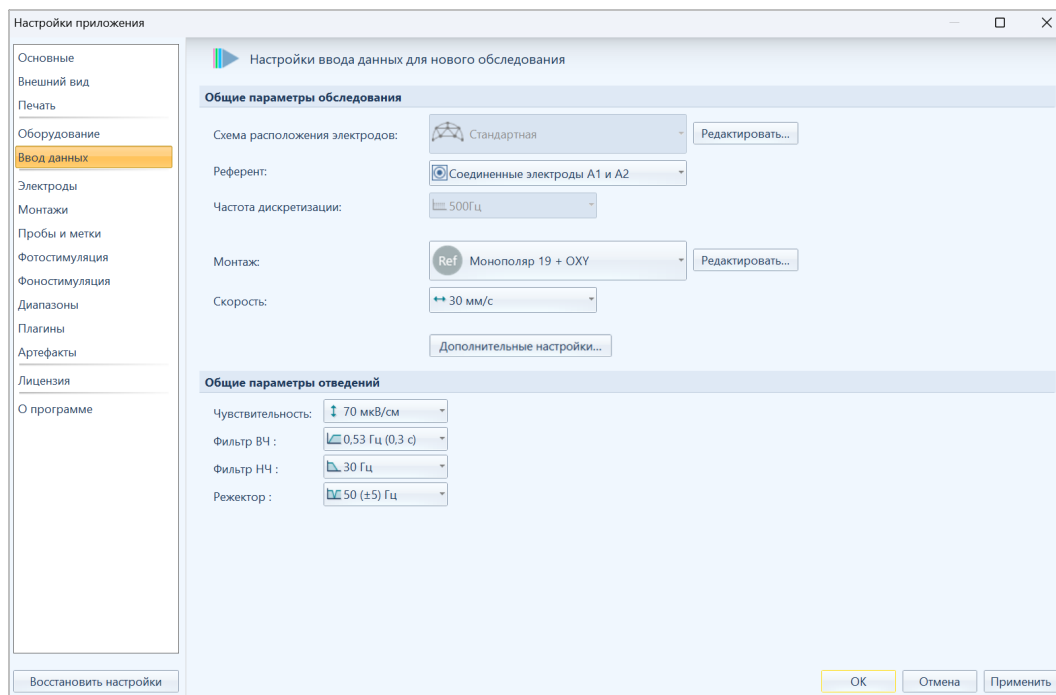 Настройки приложения
Основные
Внешний вид
Печать
Оборудование
Ввод данных
Электроды
Монтажи
Пробы и метки
Фотостимуляция
Фоностимуляция
Диапазоны
Плагины
Артефакты
Лицензия
О программе
Восстановить настройки
Настройки ввода данных для нового обследования
Общие параметры обследования
Схема расположения электродов: Стандартная Редактировать...
Референт: Соединенные электроды A1 и A2
Частота дискретизации: 500Гц
Монтаж: Ref Монополяр 19 + OXY Редактировать...
Скорость: 30 мм/с
Дополнительные настройки...
Общие параметры отведений
Чувствительность: 70 мкВ/см
Фильтр ВЧ : 0,53 Гц (0,3 с)
Фильтр НЧ : 30 Гц
Режектор : 50 (±5) Гц
ОК Отмена Применить